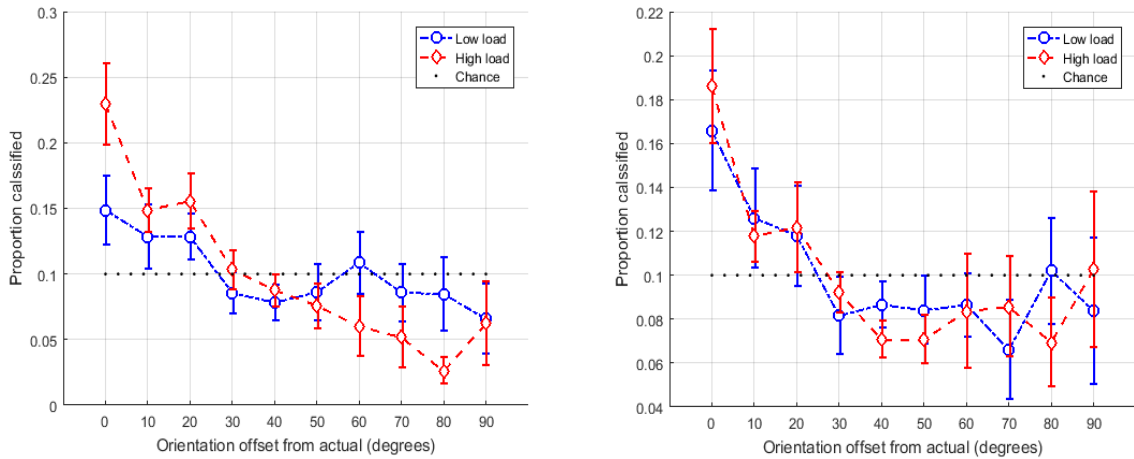 0.3
0.25
0.2
0.15
0.1
0.05
0
Proportion calssified
Low load
High load
Chance
0 10 20 30 40 50 60 70 80 90
Orientation offset from actual (degrees)
0.22
0.2
0.18
0.16
0.14
0.12
0.1
0.08
0.06
0.04
Proportion calssified
Low load
High load
Chance
0 10 20 30 40 50 60 70 80 90
Orientation offset from actual (degrees)